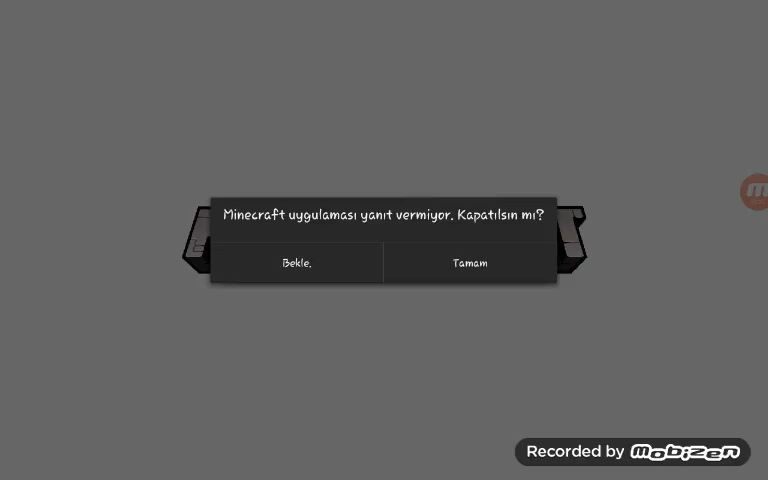 Minecraft uygulaması yanıt vermiyor. Kapatılsın mı?
Bekle.
Tamam
Recorded by mobizen